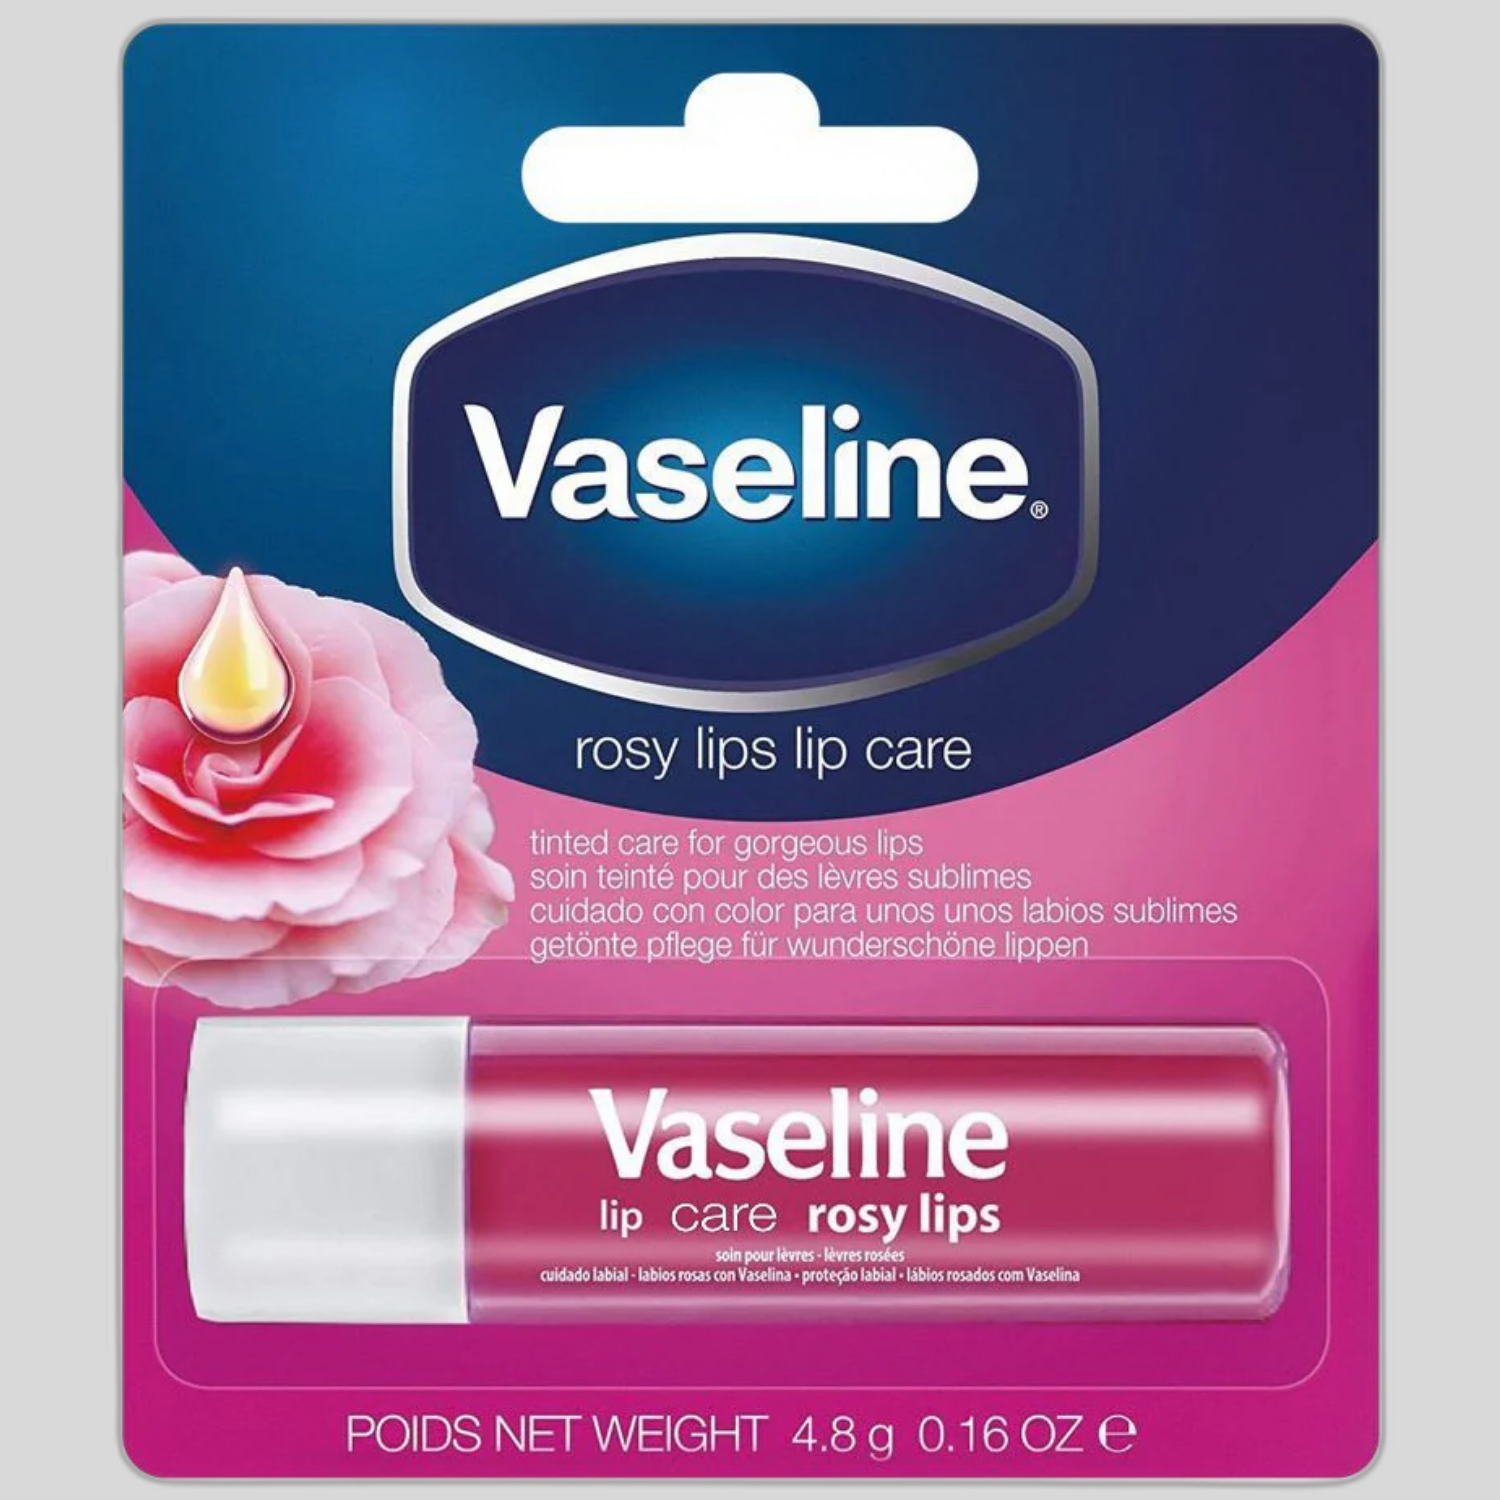 Vaseline®
rosy lips lip care
tinted care for gorgeous lips
soin teinté pour des lèvres sublimes
cuidado con color para unos unos labios sublimes
getönte pflege für wunderschöne lippen
Vaseline
lip care rosy lips
soin pour lèvres - lèvres rosées
cuidado labial - labios rosas con Vaselina • proteção labial • lábios rosados com Vaselina
POIDS NET WEIGHT 4.8 g 0.16 OZ ℮